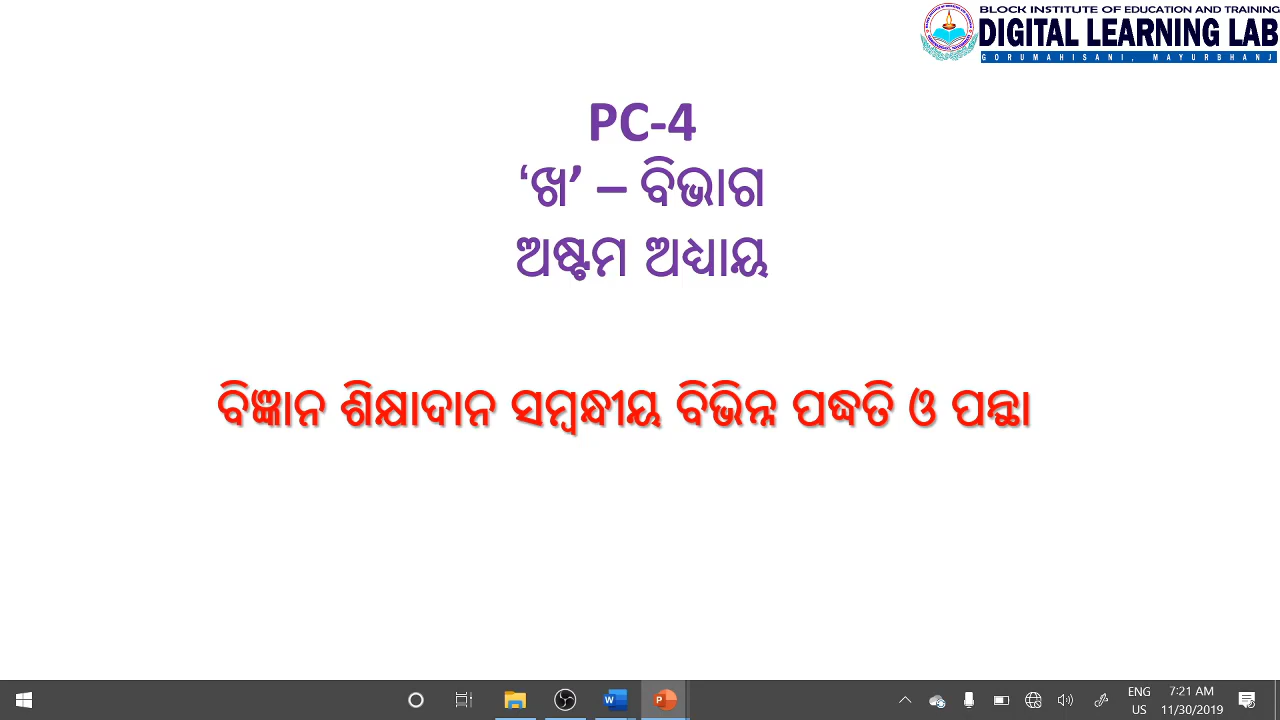 BLOCK INSTITUTE OF EDUCATION AND TRAINING
DIGITAL LEARNING LAB
GORUMAHISANI, MAYURBHANJ
PC-4
‘ଖ’ – ବିଭାଗ
ଅଷ୍ଟମ ଅଧ୍ୟାୟ
ବିଜ୍ଞାନ ଶିକ୍ଷାଦାନ ସମ୍ବନ୍ଧୀୟ ବିଭିନ୍ନ ପଦ୍ଧତି ଓ ପନ୍ଥା
ENG 7:21 AM
US 11/30/2019